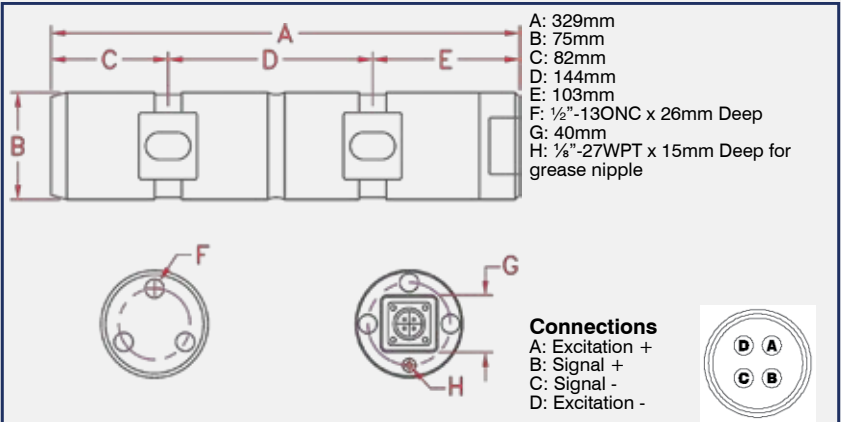 A
C D E
B
A: 329mm
B: 75mm
C: 82mm
D: 144mm
E: 103mm
F: ½”-13ONC x 26mm Deep
G: 40mm
H: ⅛”-27WPT x 15mm Deep for
grease nipple
F
G
H
Connections
A: Excitation +
B: Signal +
C: Signal -
D: Excitation -
D A
C B